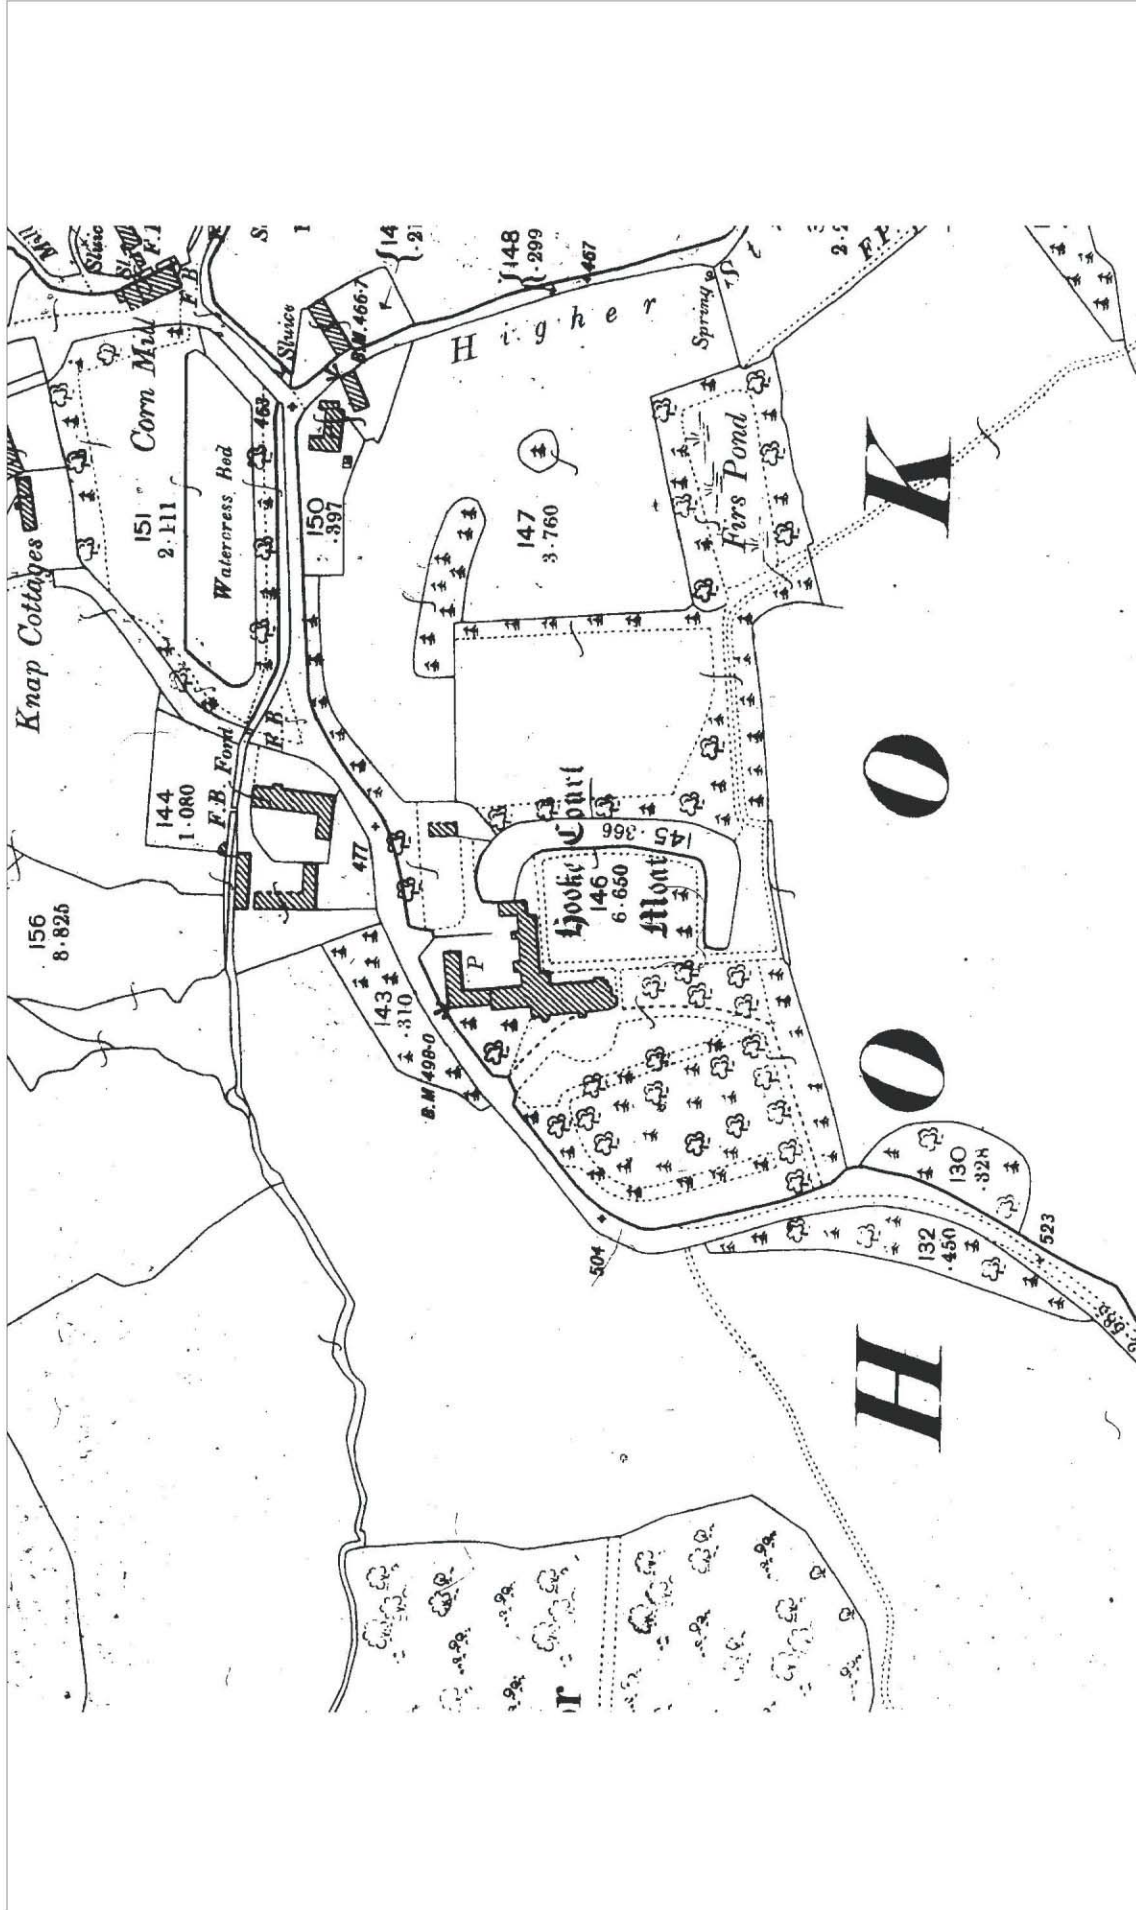 Knap Cottages
Corn Mill
Mill
Sluice
F.B.
151
2·111
Watercress Bed
463
Sluice
B.M. 466·7
148
·299
467
Higher
Spring
F.P.
150
·397
147
3·760
Firs Pond
144
1·080
F.B.
Ford
F.B.
477
156
8·825
Hooke Court
145
·366
146
6·650
Moat
P
143
·310
B.M. 498·0
504
130
·328
132
·450
523
HOOK